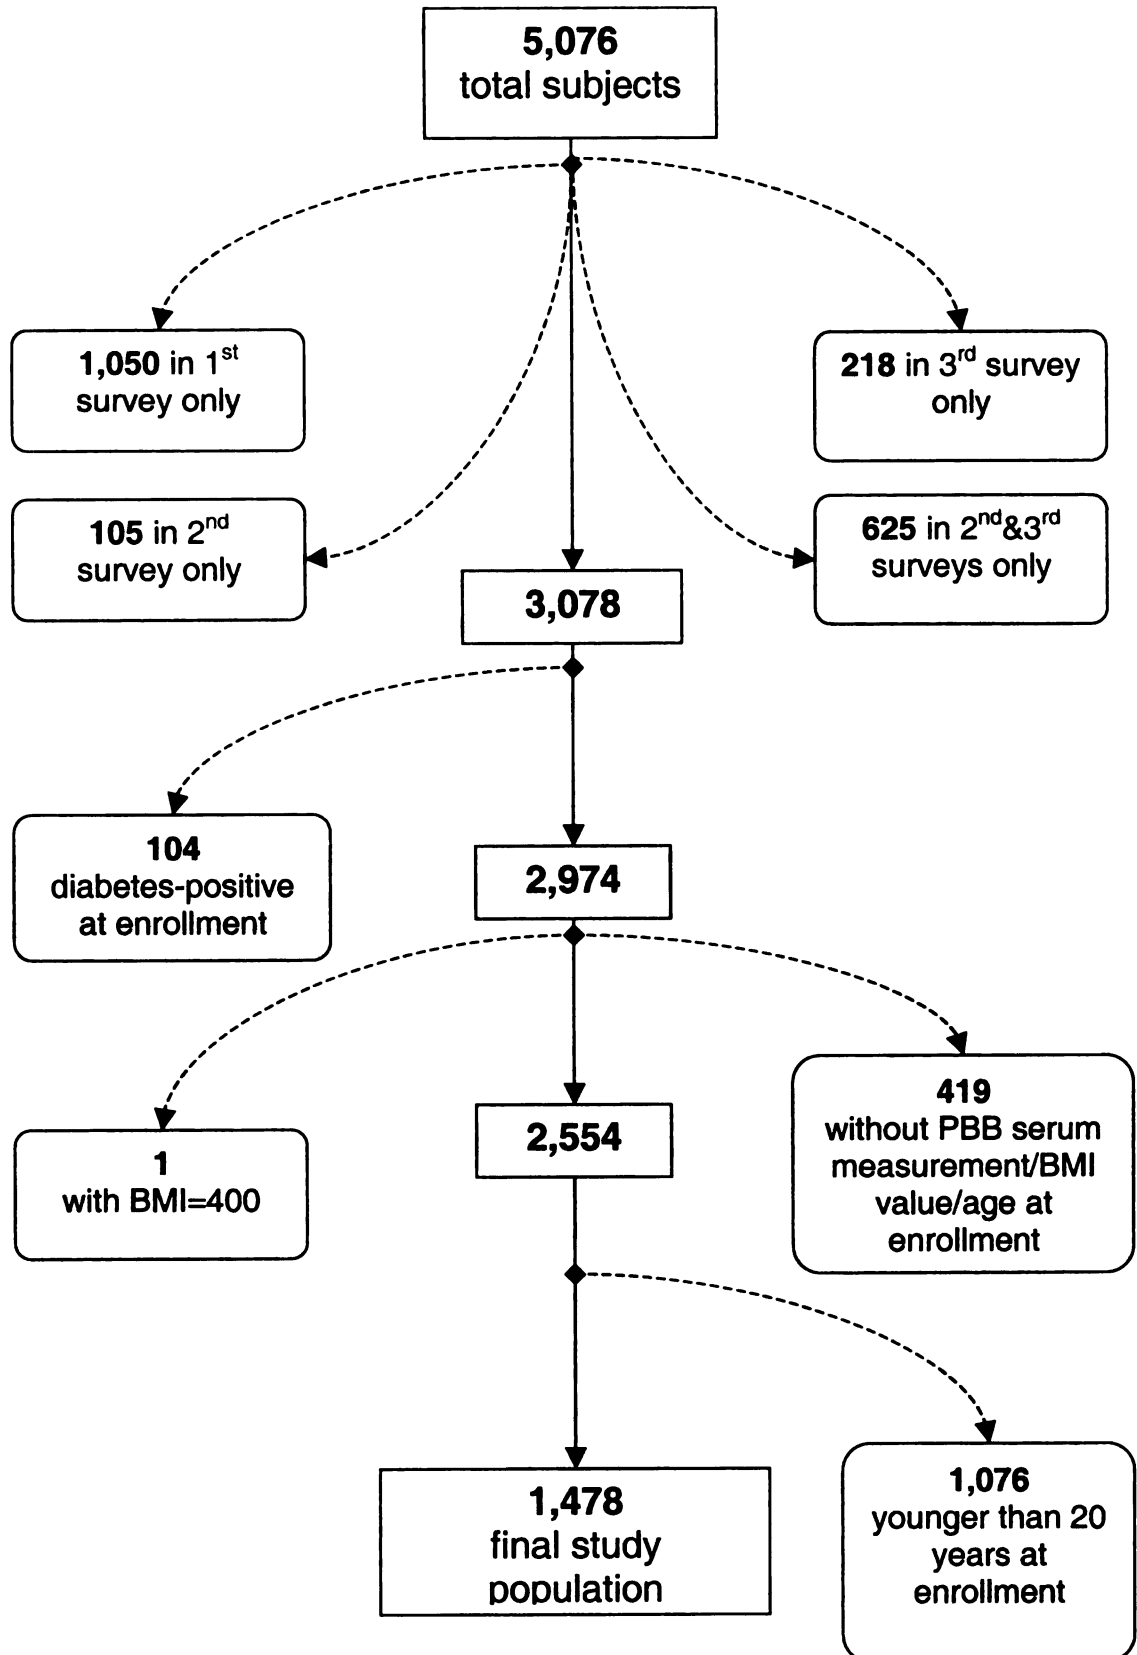 5,076
total subjects
1,050 in 1st
survey only
218 in 3rd survey
only
105 in 2nd
survey only
625 in 2nd&3rd
surveys only
3,078
104
diabetes-positive
at enrollment
2,974
419
without PBB serum
measurement/BMI
value/age at
enrollment
1
with BMI=400
2,554
1,478
final study
population
1,076
younger than 20
years at
enrollment